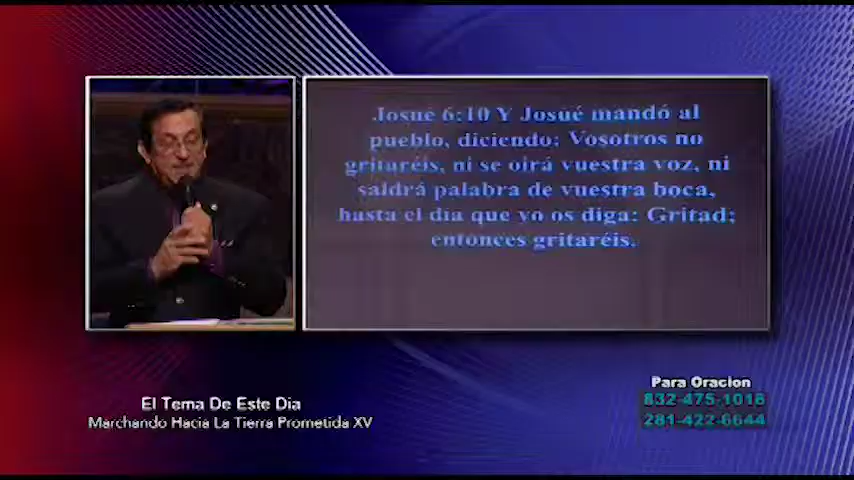 Josué 6:10 Y Josué mandó al
pueblo, diciendo: Vosotros no
gritaréis, ni se oirá vuestra voz, ni
saldrá palabra de vuestra boca,
hasta el día que yo os diga: Gritad;
entonces gritaréis.
Para Oracion
832-475-1018
281-422-6644
El Tema De Este Dia
Marchando Hacia La Tierra Prometida XV